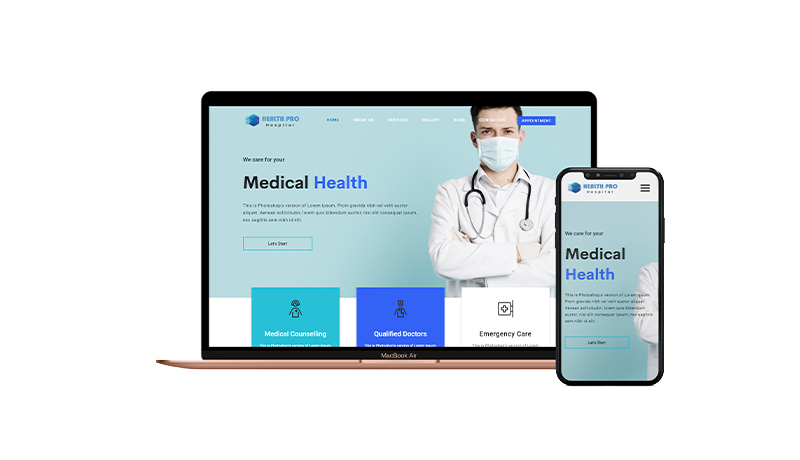 HEALTH PRO
Hospital
HOME ABOUT US SERVICES GALLERY BLOG CONTACT US APPOINTMENT
We care for your
Medical Health
This is Photoshop's version of Lorem Ipsum. Proin gravida nibh vel velit auctor
aliquet. Aenean sollicitudin, lorem quis bibendum auctor, nisi elit consequat ipsum,
nec sagittis sem nibh id elit.
Let's Start
Medical Counselling Qualified Doctors Emergency Care
This is Photoshop's version of Lorem Ipsum. This is Photoshop's version of Lorem Ipsum. This is Photoshop's version of Lorem
MacBook Air
HEALTH PRO
Hospital
We care for your
Medical
Health
This is Photoshop's version of Lorem Ipsum.
Proin gravida nibh vel velit auctor aliquet.
Aenean sollicitudin, lorem quis bibendum
auctor, nisi elit consequat ipsum, nec sagittis
sem nibh id elit.
Let's Start